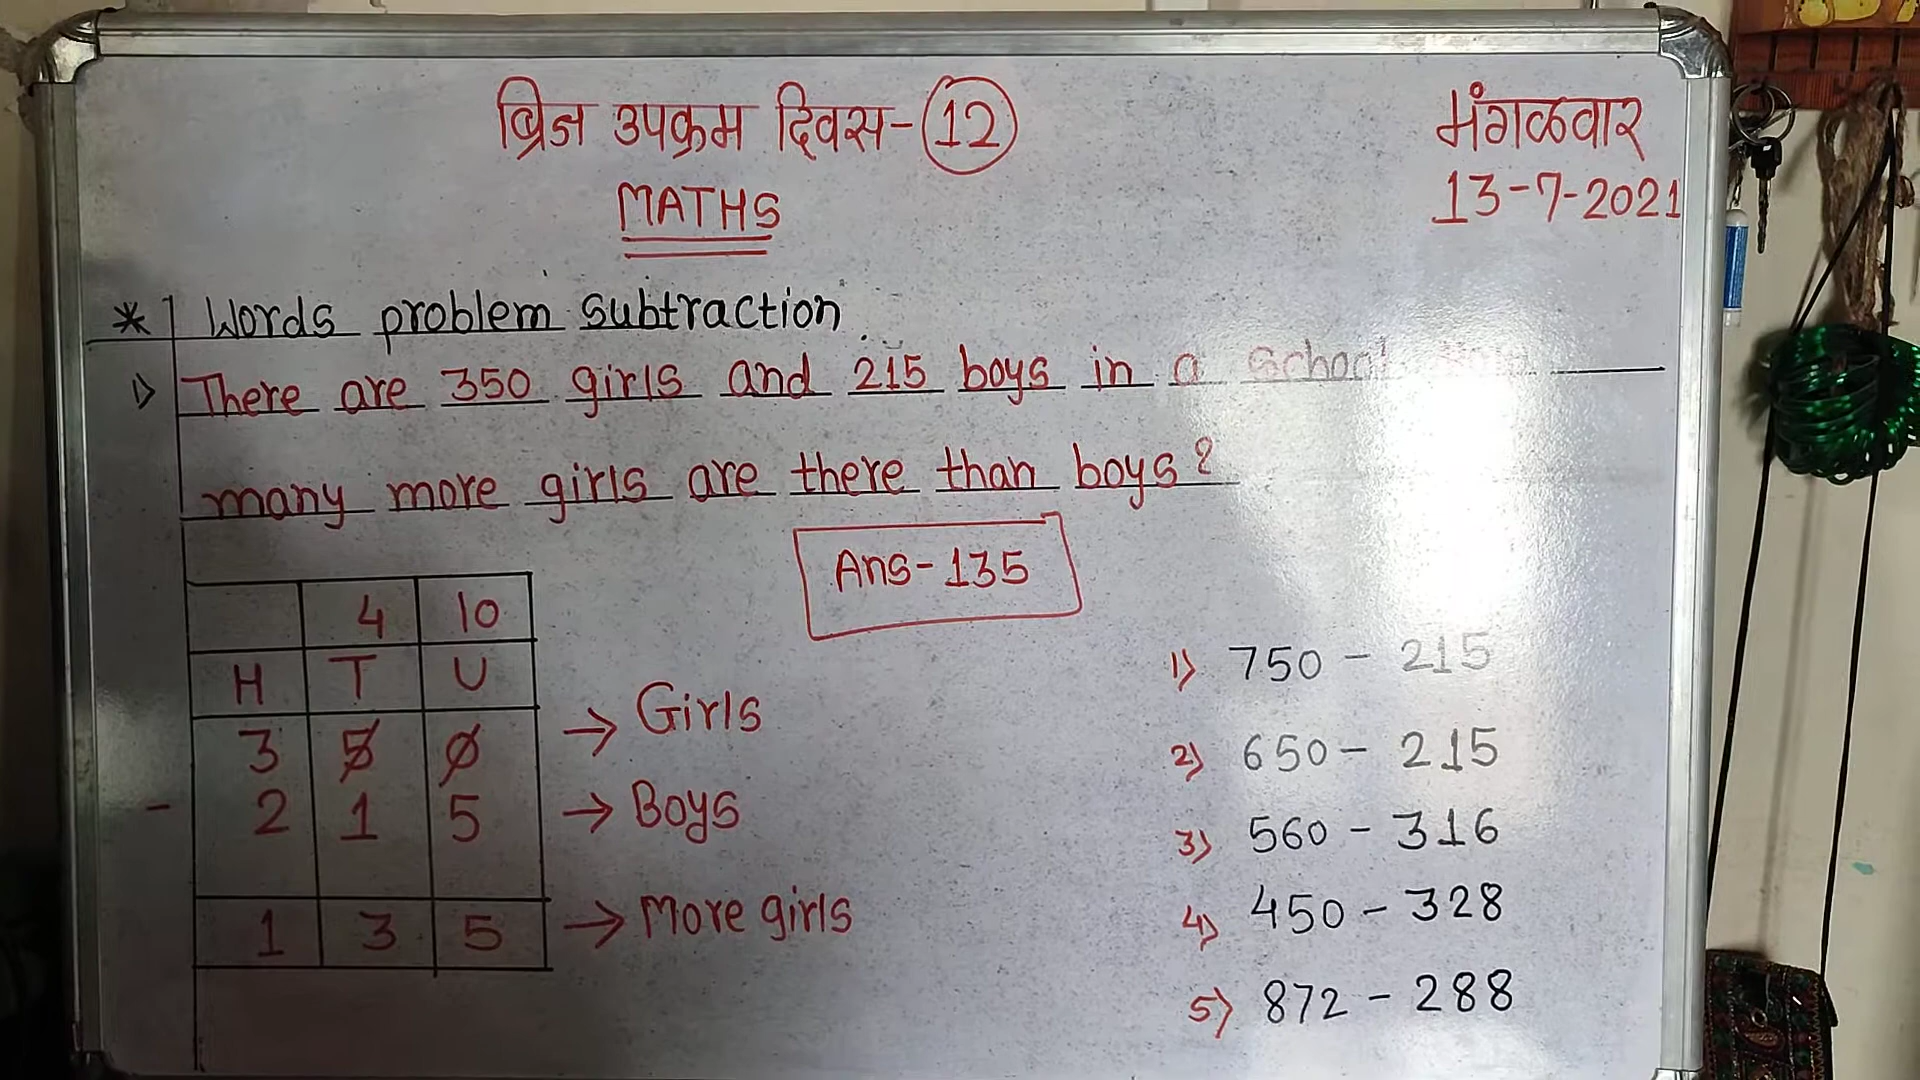 ब्रिज उपक्रम दिवस-12
मंगळवार
13-7-2021
MATHS
* Words problem subtraction.
1) There are 350 girls and 215 boys in a school. How
many more girls are there than boys?
Ans-135
4 10
H T U
3 5 0 → Girls
- 2 1 5 → Boys
1 3 5 → More girls
1) 750 - 215
2) 650 - 215
3) 560 - 316
4) 450 - 328
5) 872 - 288